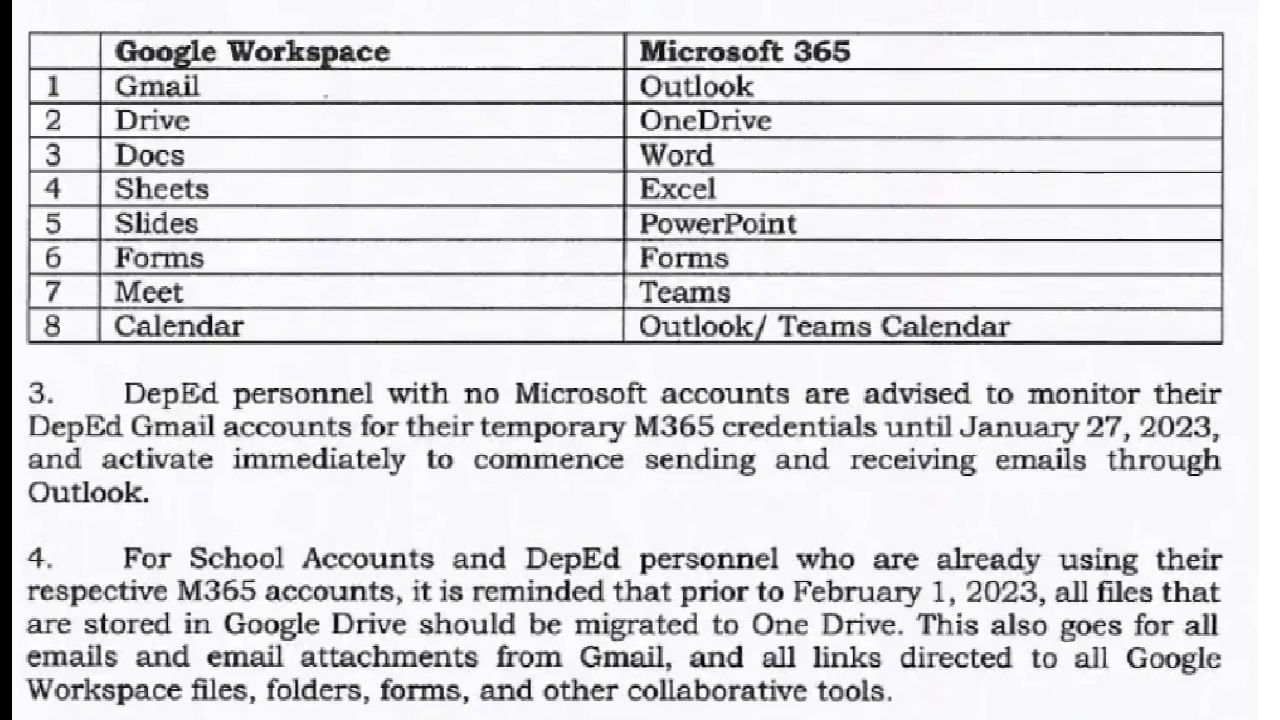 Google Workspace Microsoft 365
1 Gmail Outlook
2 Drive OneDrive
3 Docs Word
4 Sheets Excel
5 Slides PowerPoint
6 Forms Forms
7 Meet Teams
8 Calendar Outlook/ Teams Calendar
3. DepEd personnel with no Microsoft accounts are advised to monitor their
DepEd Gmail accounts for their temporary M365 credentials until January 27, 2023,
and activate immediately to commence sending and receiving emails through
Outlook.
4. For School Accounts and DepEd personnel who are already using their
respective M365 accounts, it is reminded that prior to February 1, 2023, all files that
are stored in Google Drive should be migrated to One Drive. This also goes for all
emails and email attachments from Gmail, and all links directed to all Google
Workspace files, folders, forms, and other collaborative tools.